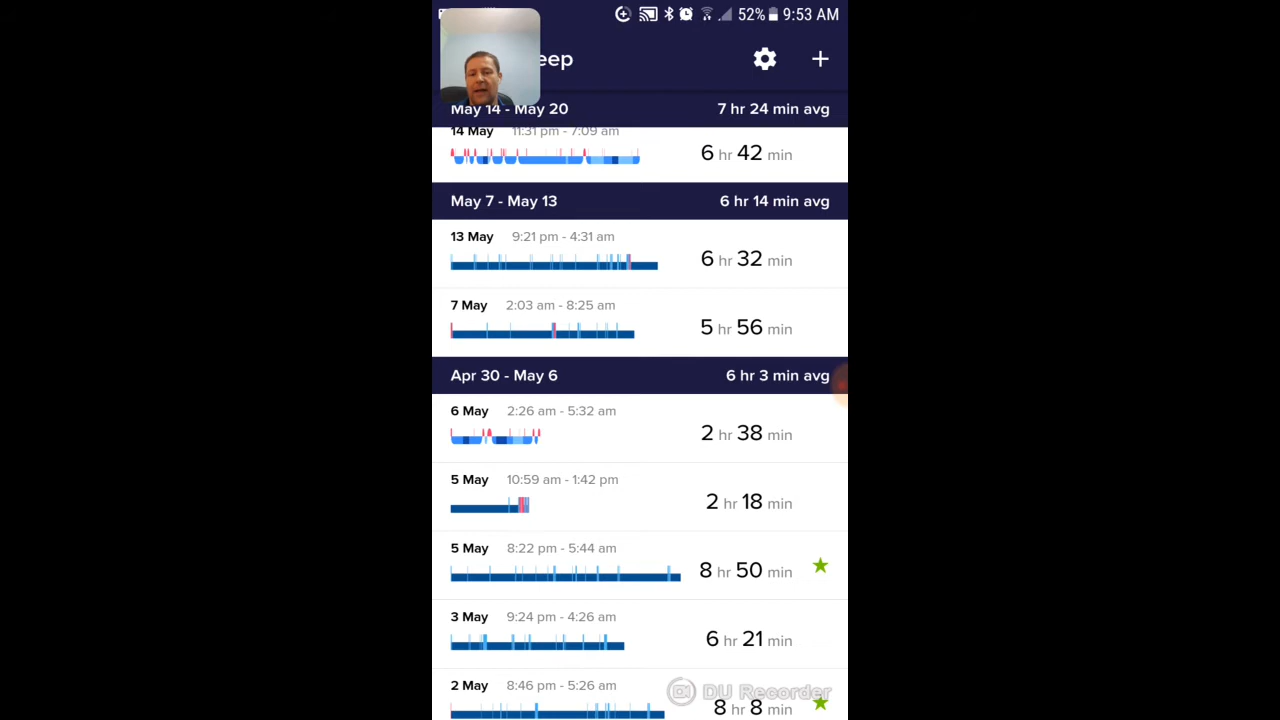 52% 9:53 AM
eep
May 14 - May 20 7 hr 24 min avg
14 May 11:31 pm - 7:09 am
6 hr 42 min
May 7 - May 13 6 hr 14 min avg
13 May 9:21 pm - 4:31 am
6 hr 32 min
7 May 2:03 am - 8:25 am
5 hr 56 min
Apr 30 - May 6 6 hr 3 min avg
6 May 2:26 am - 5:32 am
2 hr 38 min
5 May 10:59 am - 1:42 pm
2 hr 18 min
5 May 8:22 pm - 5:44 am
8 hr 50 min
3 May 9:24 pm - 4:26 am
6 hr 21 min
2 May 8:46 pm - 5:26 am
8 hr 8 min
DU Recorder